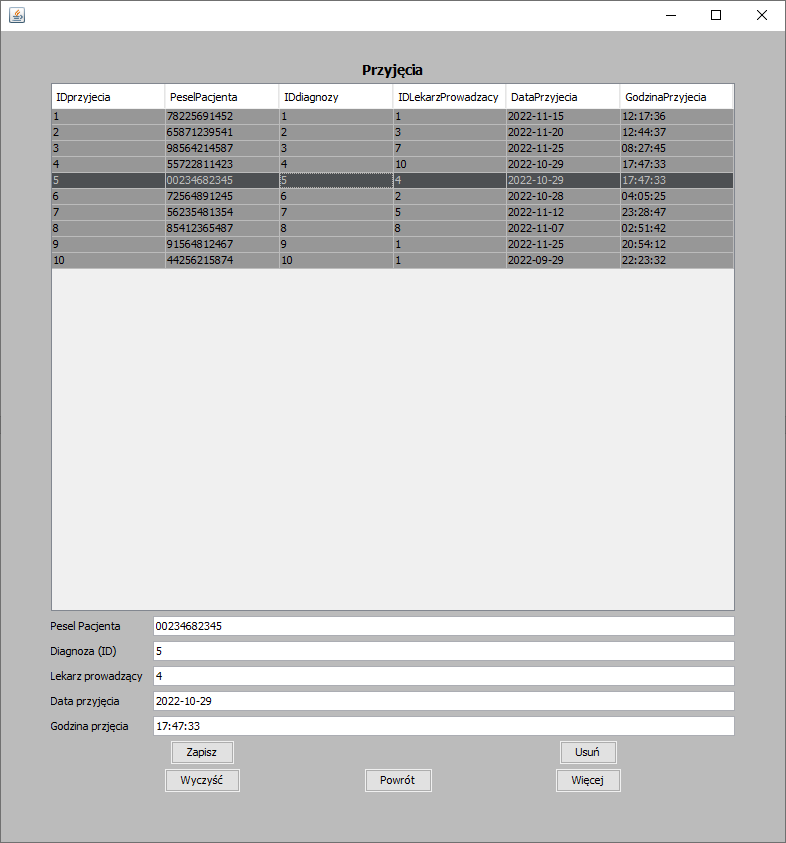 Przyjęcia
IDprzyjecia PeselPacjenta IDdiagnozy IDLekarzProwadzacy DataPrzyjecia GodzinaPrzyjecia
1 78225691452 1 1 2022-11-15 12:17:36
2 65871239541 2 3 2022-11-20 12:44:37
3 98564214587 3 7 2022-11-25 08:27:45
4 55722811423 4 10 2022-10-29 17:47:33
5 00234682345 5 4 2022-10-29 17:47:33
6 72564891245 6 2 2022-10-28 04:05:25
7 56235481354 7 5 2022-11-12 23:28:47
8 85412365487 8 8 2022-11-07 02:51:42
9 91564812467 9 1 2022-11-25 20:54:12
10 44256215874 10 1 2022-09-29 22:23:32
Pesel Pacjenta 00234682345
Diagnoza (ID) 5
Lekarz prowadzący 4
Data przyjęcia 2022-10-29
Godzina przjęcia 17:47:33
Zapisz Usuń
Wyczyść Powrót Więcej